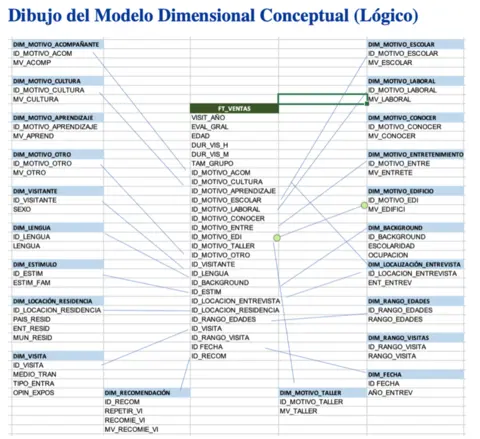 Dibujo del Modelo Dimensional Conceptual (Lógico)
DIM_MOTIVO_ACOMPAÑANTE
ID_MOTIVO_ACOM
MV_ACOMP
DIM_MOTIVO_CULTURA
ID_MOTIVO_CULTURA
MV_CULTURA
DIM_MOTIVO_APRENDIZAJE
ID_MOTIVO_APRENDIZAJE
MV_APREND
DIM_MOTIVO_OTRO
ID_MOTIVO_OTRO
MV_OTRO
DIM_VISITANTE
ID_VISITANTE
SEXO
DIM_LENGUA
ID_LENGUA
LENGUA
DIM_ESTIMULO
ID_ESTIM
ESTIM_FAM
DIM_LOCACIÓN_RESIDENCIA
ID_LOCACION_RESIDENCIA
PAIS_RESID
ENT_RESID
MUN_RESID
DIM_VISITA
ID_VISITA
MEDIO_TRAN
TIPO_ENTRA
OPIN_EXPOS
DIM_RECOMENDACIÓN
ID_RECOM
REPETIR_VI
RECOMIE_VI
MV_RECOMIE_VI
FT_VENTAS
VISIT_AÑO
EVAL_GRAL
EDAD
DUR_VIS_H
DUR_VIS_M
TAM_GRUPO
ID_MOTIVO_ACOM
ID_MOTIVO_CULTURA
ID_MOTIVO_APRENDIZAJE
ID_MOTIVO_ESCOLAR
ID_MOTIVO_LABORAL
ID_MOTIVO_CONOCER
ID_MOTIVO_ENTRE
ID_MOTIVO_EDI
ID_MOTIVO_TALLER
ID_MOTIVO_OTRO
ID_VISITANTE
ID_LENGUA
ID_BACKGROUND
ID_ESTIM
ID_LOCACION_ENTREVISTA
ID_LOCACION_RESIDENCIA
ID_RANGO_EDADES
ID_VISITA
ID_RANGO_VISITA
ID FECHA
ID_RECOM
DIM_MOTIVO_TALLER
ID_MOTIVO_TALLER
MV_TALLER
DIM_MOTIVO_ESCOLAR
ID_MOTIVO_ESCOLAR
MV_ESCOLAR
DIM_MOTIVO_LABORAL
ID_MOTIVO_LABORAL
MV_LABORAL
DIM_MOTIVO_CONOCER
ID_MOTIVO_CONOCER
MV_CONOCER
DIM_MOTIVO_ENTRETENIMIENTO
ID_MOTIVO_ENTRE
MV_ENTRETE
DIM_MOTIVO_EDIFICIO
ID_MOTIVO_EDI
MV_EDIFICI
DIM_BACKGROUND
ID_BACKGROUND
ESCOLARIDAD
OCUPACION
DIM_LOCALIZACIÓN_ENTREVISTA
ID_LOCACION_ENTREVISTA
ENT_ENTREV
DIM_RANGO_EDADES
ID_RANGO_EDADES
RANGO_EDADES
DIM_RANGO_VISITAS
ID_RANGO_VISITA
RANGO_VISITA
DIM_FECHA
ID FECHA
AÑO_ENTREV